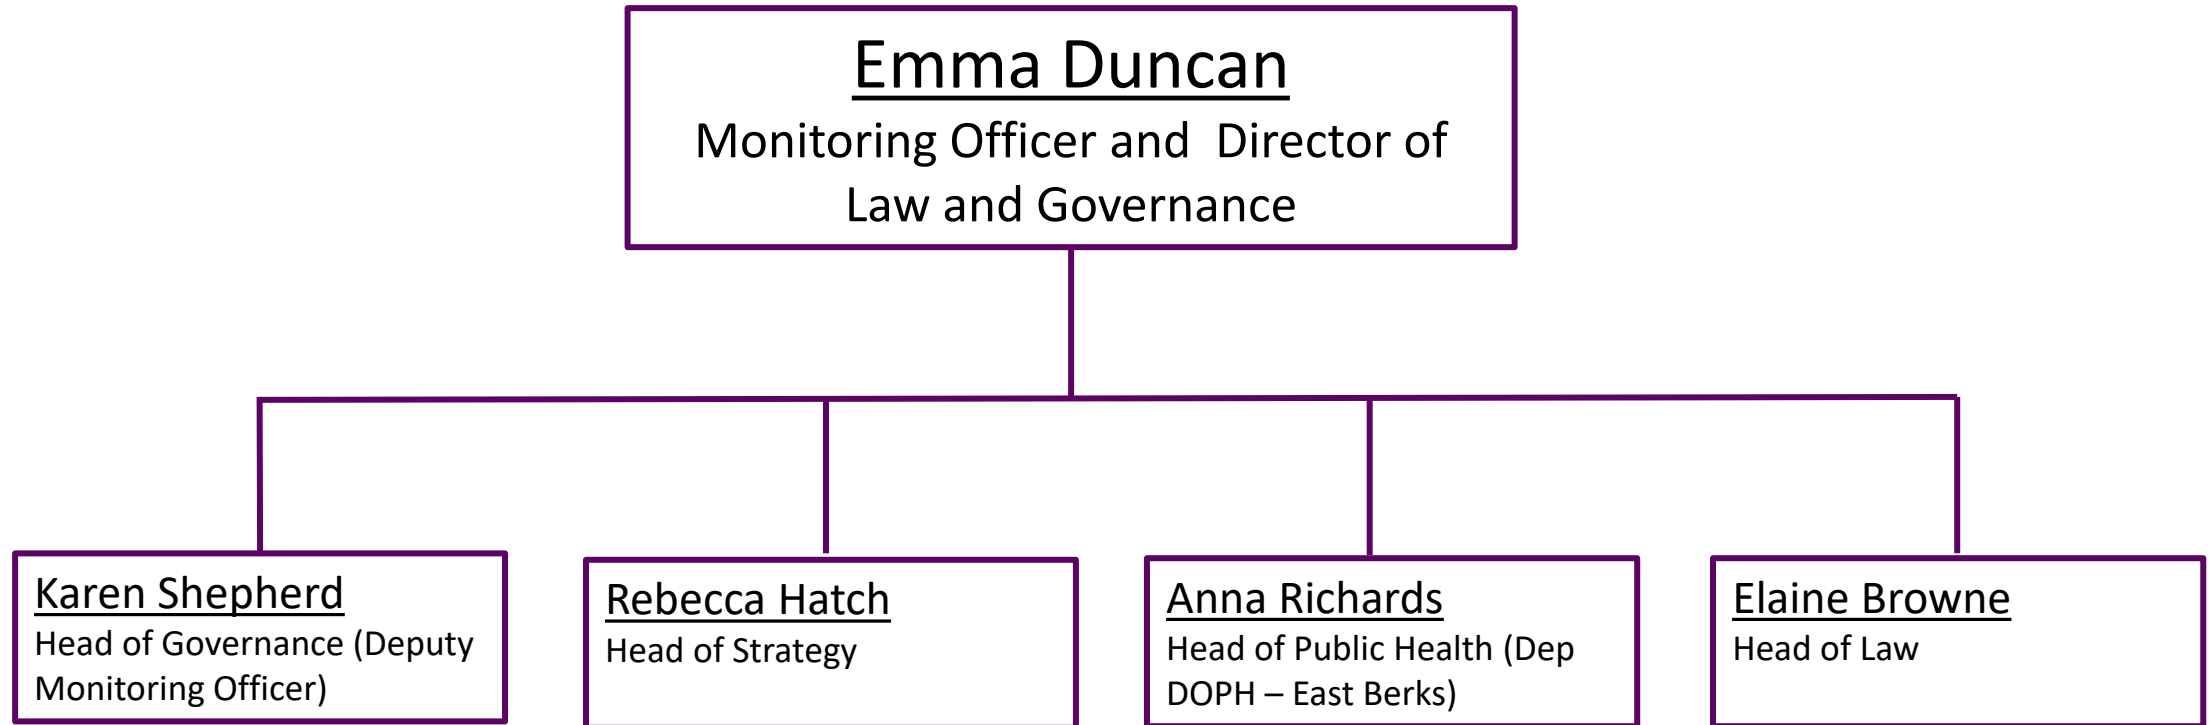 Emma Duncan
Monitoring Officer and  Director of
Law and Governance
Karen Shepherd
Head of Governance (Deputy
Monitoring Officer)
Rebecca Hatch
Head of Strategy
Anna Richards
Head of Public Health (Dep
DOPH – East Berks)
Elaine Browne
Head of Law